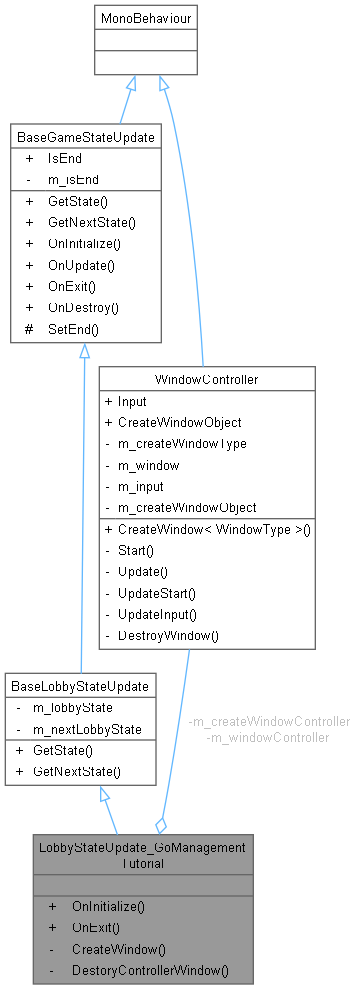 MonoBehaviour
BaseGameStateUpdate
+ IsEnd
- m_isEnd
+ GetState()
+ GetNextState()
+ OnInitialize()
+ OnUpdate()
+ OnExit()
+ OnDestroy()
# SetEnd()
WindowController
+ Input
+ CreateWindowObject
- m_createWindowType
- m_window
- m_input
- m_createWindowObject
+ CreateWindow< WindowType >()
- Start()
- Update()
- UpdateStart()
- UpdateInput()
- DestroyWindow()
BaseLobbyStateUpdate
- m_lobbyState
- m_nextLobbyState
+ GetState()
+ GetNextState()
-m_createWindowController
-m_windowController
LobbyStateUpdate_GoManagement
Tutorial
+ OnInitialize()
+ OnExit()
- CreateWindow()
- DestoryControllerWindow()